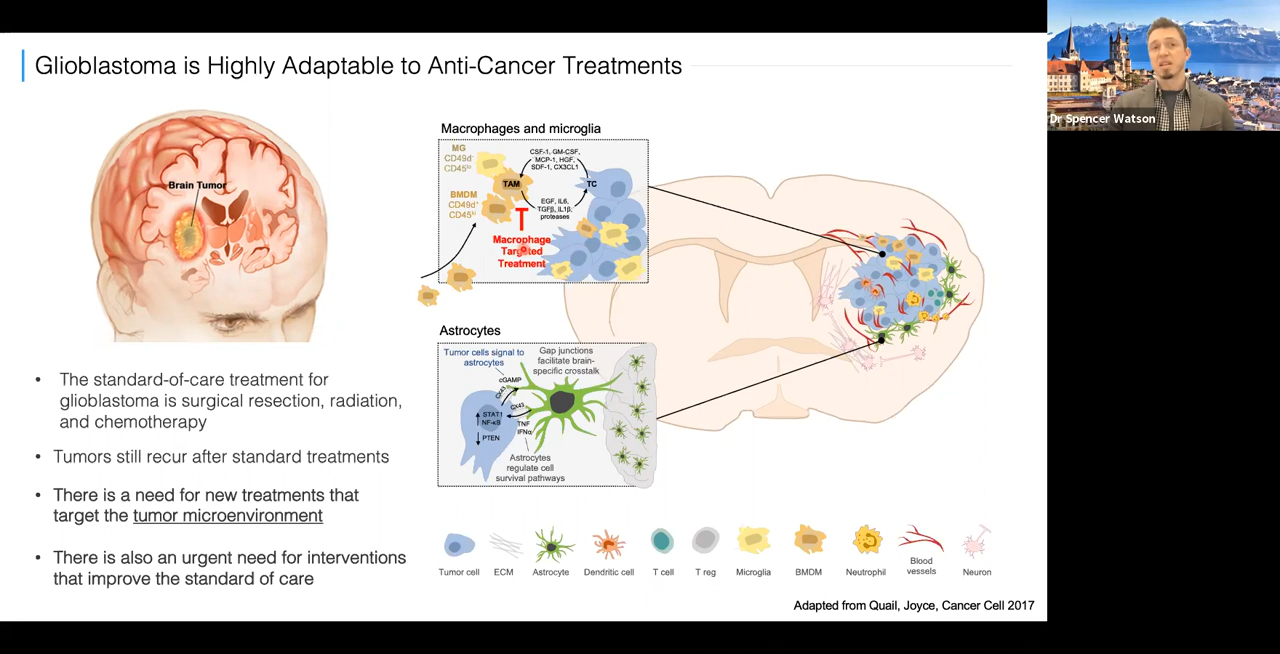 Glioblastoma is Highly Adaptable to Anti-Cancer Treatments
Dr Spencer Watson
Brain Tumor
• The standard-of-care treatment for
glioblastoma is surgical resection, radiation,
and chemotherapy
• Tumors still recur after standard treatments
• There is a need for new treatments that
target the tumor microenvironment
• There is also an urgent need for interventions
that improve the standard of care
Macrophages and microglia
MG
CD49d-
CD45lo
BMDM
CD49d+
CD45hi
CSF-1, GM-CSF,
MCP-1, HGF,
SDF-1, CX3CL1
TAM
TC
EGF, IL6,
TGFβ, IL1β,
proteases
Macrophage
Targeted
Treatment
Astrocytes
Tumor cells signal to
astrocytes
Gap junctions
facilitate brain-
specific crosstalk
cGAMP
CX43
CX43
STAT1
NF-κB
PTEN
TNF
IFNα
Astrocytes
regulate cell
survival pathways
Tumor cell
ECM
Astrocyte
Dendritic cell
T cell
T reg
Microglia
BMDM
Neutrophil
Blood
vessels
Neuron
Adapted from Quail, Joyce, Cancer Cell 2017